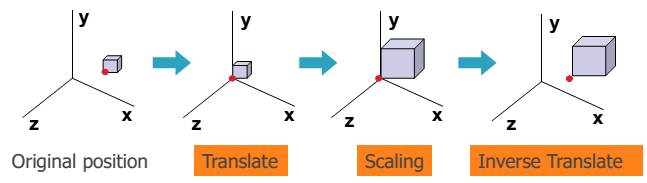 y y y y
z x z x z x z x
Original position Translate Scaling Inverse Translate